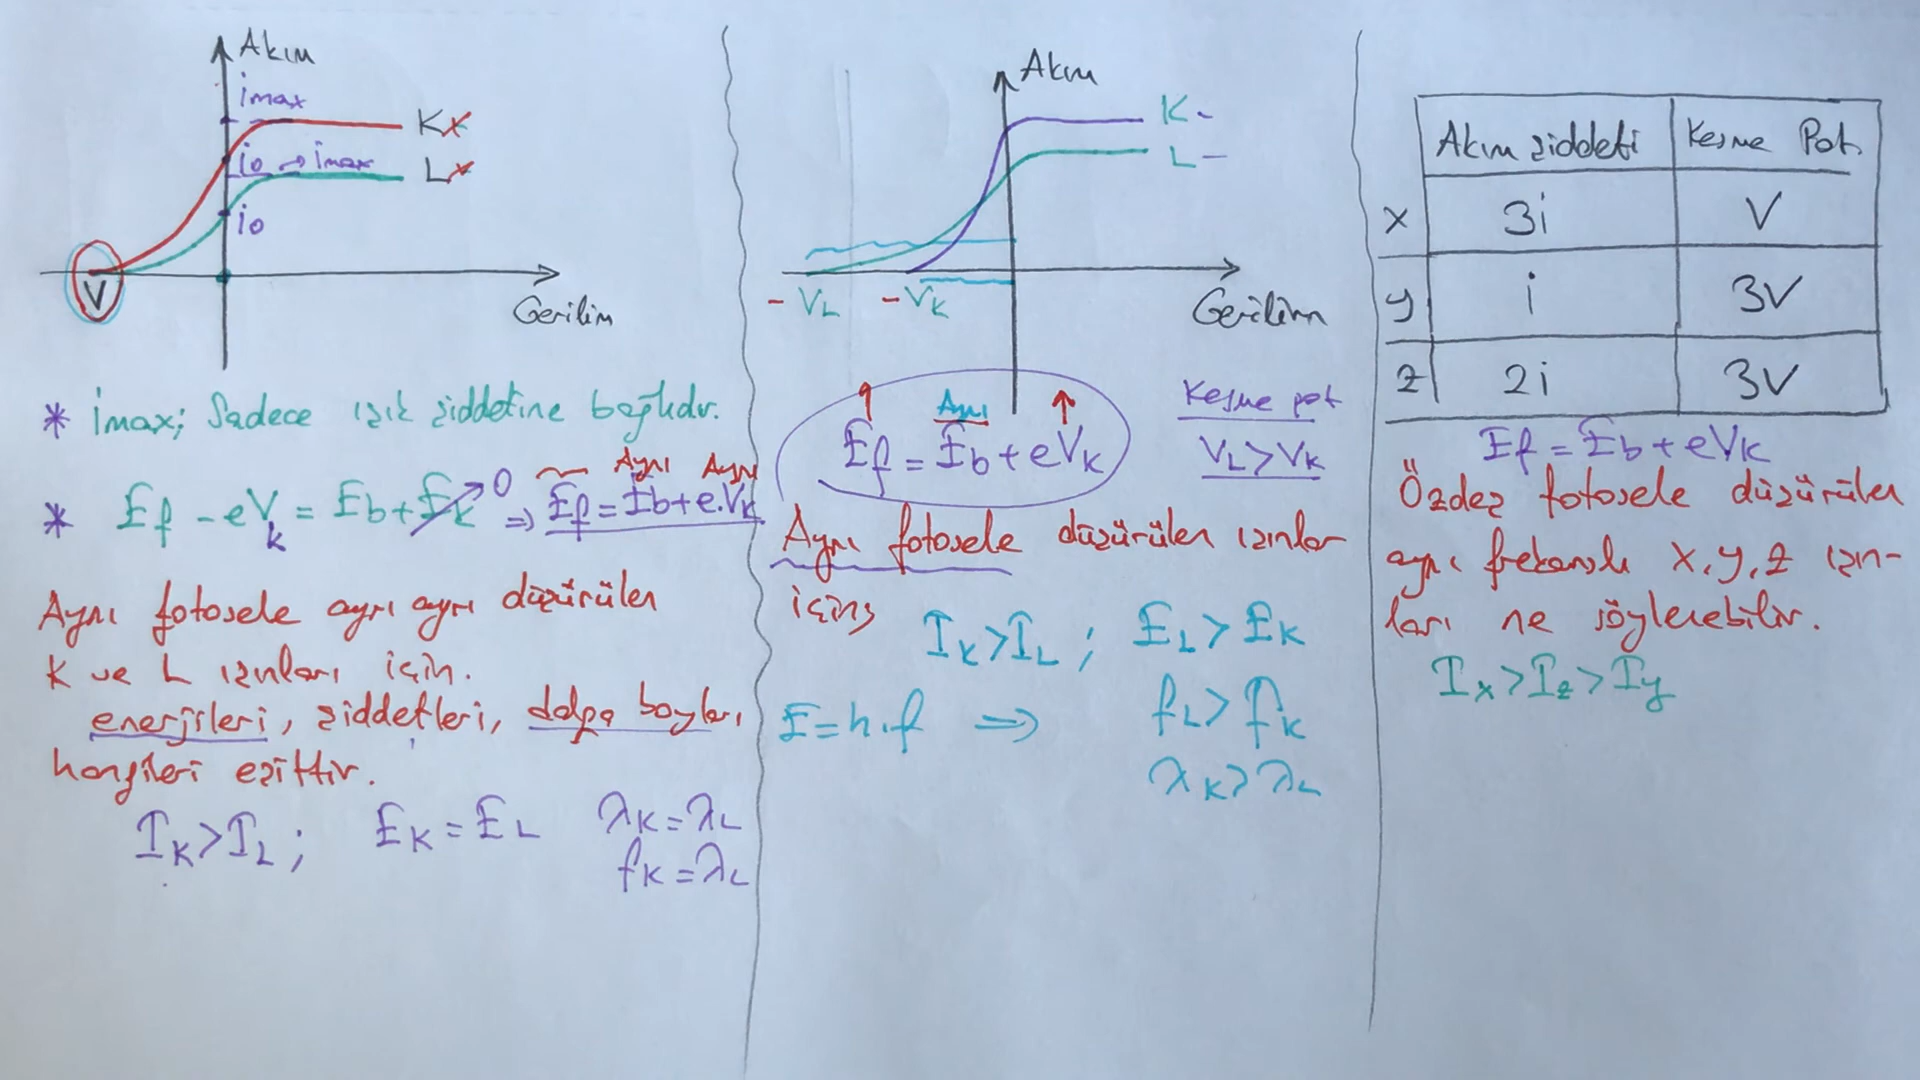 Akım
imax
K x
i₀ → imax
L x
i₀
V
Gerilim
* imax; Sadece ışık şiddetine bağlıdır.
Aynı Aynı
* Ef - eVk = Eb + Ek 0 ⇒ Ef = Eb + e.Vk
Aynı fotosele ayrı ayrı düşürülen
K ve L ışınları için.
enerjileri, şiddetleri, dalga boyları
hangileri eşittir.
IK > IL ; EK = EL λK = λL
fK = λL
Akım
K -
L -
- VL - VK
Gerilim
Aynı
Ef = Eb + eVk
Kesme pot
VL > VK
Aynı fotosele düşürülen ışınlar
için;
IK > IL ; EL > EK
E = h.f ⇒ fL > fK
λK > λL
Akım şiddeti Kesme Pot.
x 3i V
y i 3V
z 2i 3V
Ef = Eb + eVk
Özdeş fotosele düşürülen
aynı frekanslı x, y, z ışın-
ları ne söylenebilir.
Ix > Iz > Iy